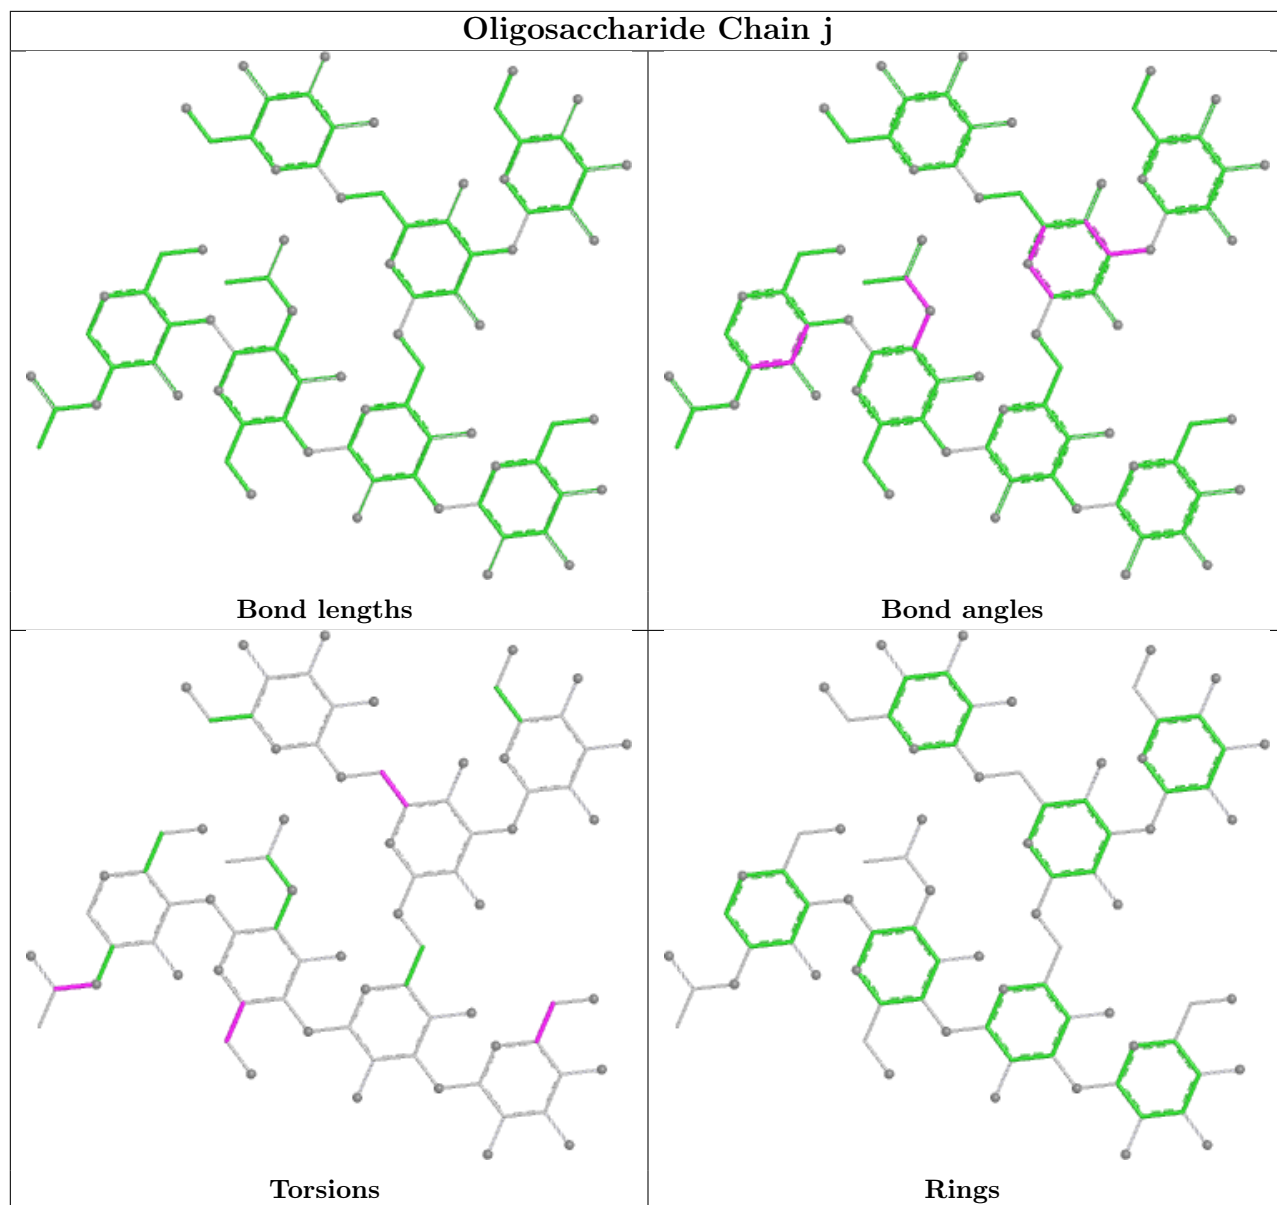 Oligosaccharide Chain j
Bond lengths
Bond angles
Torsions
Rings